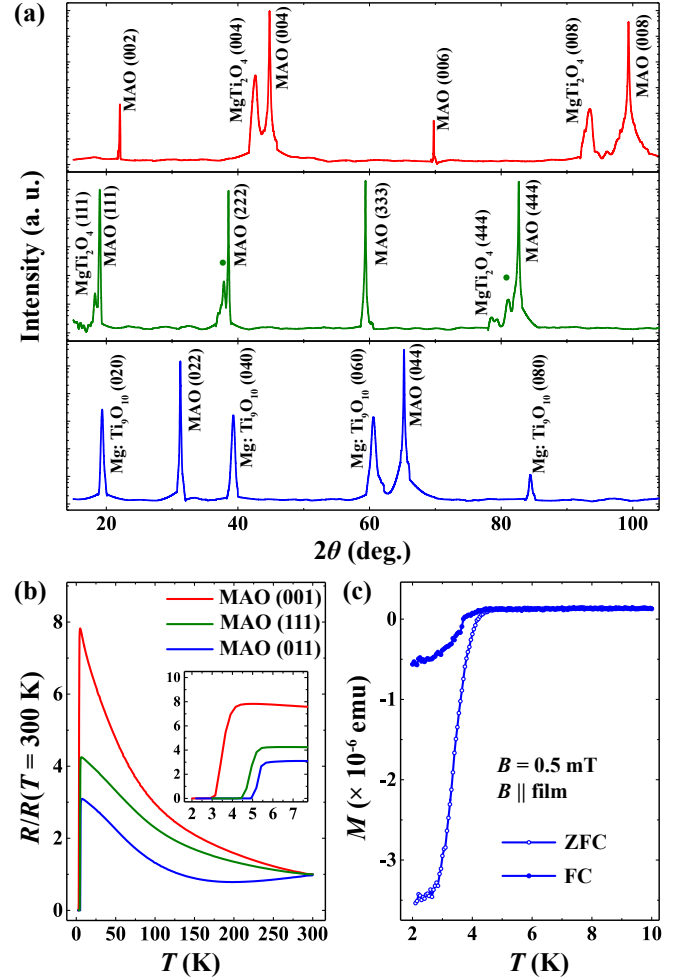 (a)
Intensity (a. u.)
MAO (002)
MgTi₂O₄ (004)
MAO (004)
MAO (006)
MgTi₂O₄ (008)
MAO (008)
MgTi₂O₄ (111)
MAO (111)
MAO (222)
MAO (333)
MgTi₂O₄ (444)
MAO (444)
Mg: Ti₉O₁₀ (020)
MAO (022)
Mg: Ti₉O₁₀ (040)
Mg: Ti₉O₁₀ (060)
MAO (044)
Mg: Ti₉O₁₀ (080)
20 40 60 80 100
2θ (deg.)
(b)
R/R(T = 300 K)
8
6
4
2
0
MAO (001)
MAO (111)
MAO (011)
10
8
6
4
2
0
2 3 4 5 6 7
0 50 100 150 200 250 300
T (K)
(c)
M (× 10⁻⁶ emu)
0
-1
-2
-3
B = 0.5 mT
B || film
ZFC
FC
2 4 6 8 10
T (K)